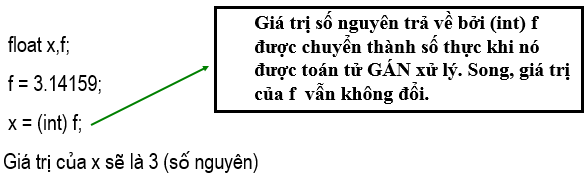 float x,f;
f = 3.14159;
x = (int) f;
Giá trị của x sẽ là 3 (số nguyên)
Giá trị số nguyên trả về bởi (int) f
được chuyển thành số thực khi nó
được toán tử GÁN xử lý. Song, giá trị
của f vẫn không đổi.